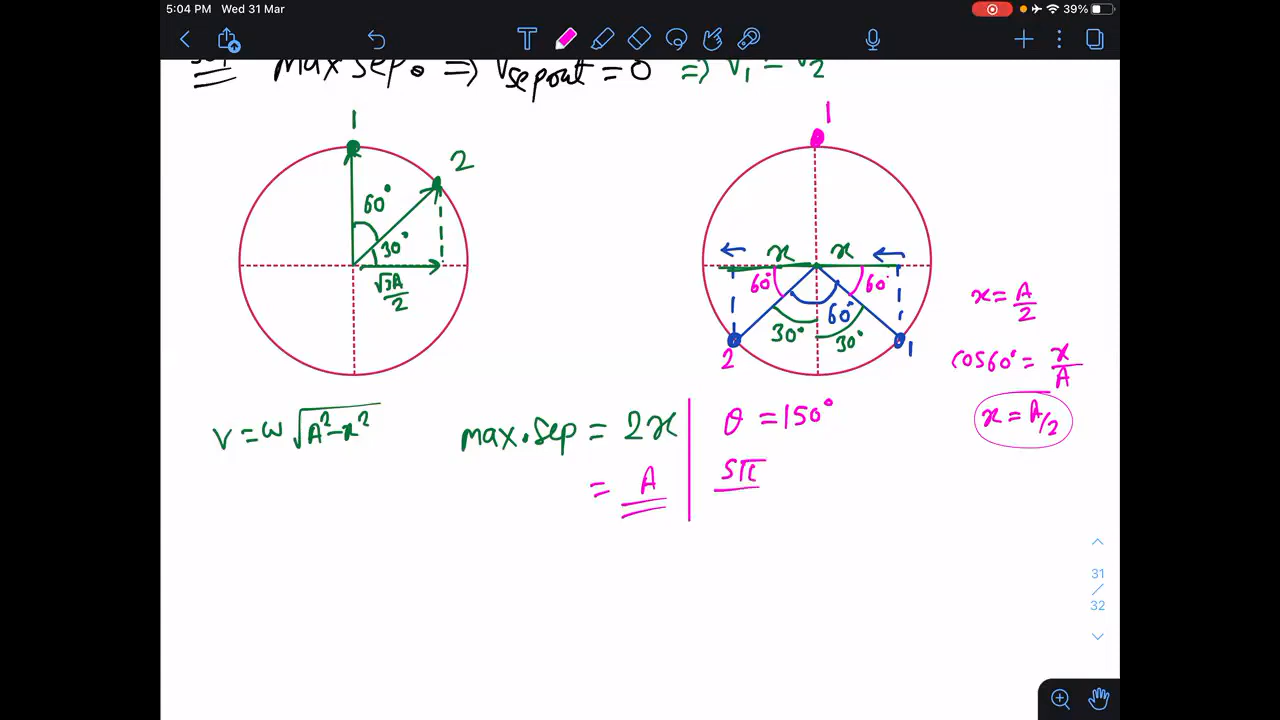 5:04 PM Wed 31 Mar
39%
T
max sep. ⇒ Vsep out = 0 ⇒ V1 = V2
1
2
60°
30°
√3A/2
1
x x
60° 60°
60°
30° 30°
2 1
x = A/2
cos60° = x/A
x = A/2
v = ω√A²-x²
max. sep = 2x
= A
θ = 150°
5π
31
/
32